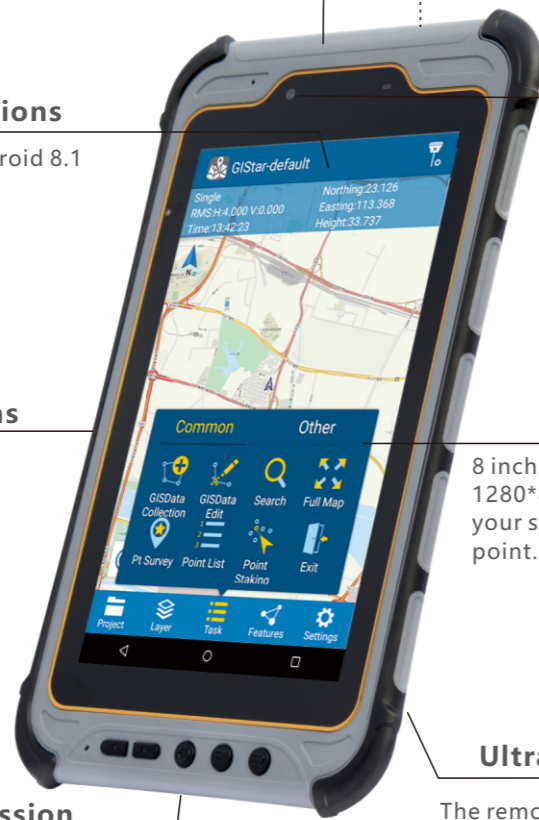 ions
roid 8.1
GIStar-default
Single
RMS:H:4.000 V:0.000
Time:13:42:23
Northing:23.126
Easting:113.368
Height:33.737
N
ns
Common
Other
GISData
Collection
GISData
Edit
Search
Full Map
Pt Survey
Point List
Point
Staking
Exit
Project
Layer
Task
Features
Settings
8 inch
1280*
your s
point.
Ultra
The remo
ssion